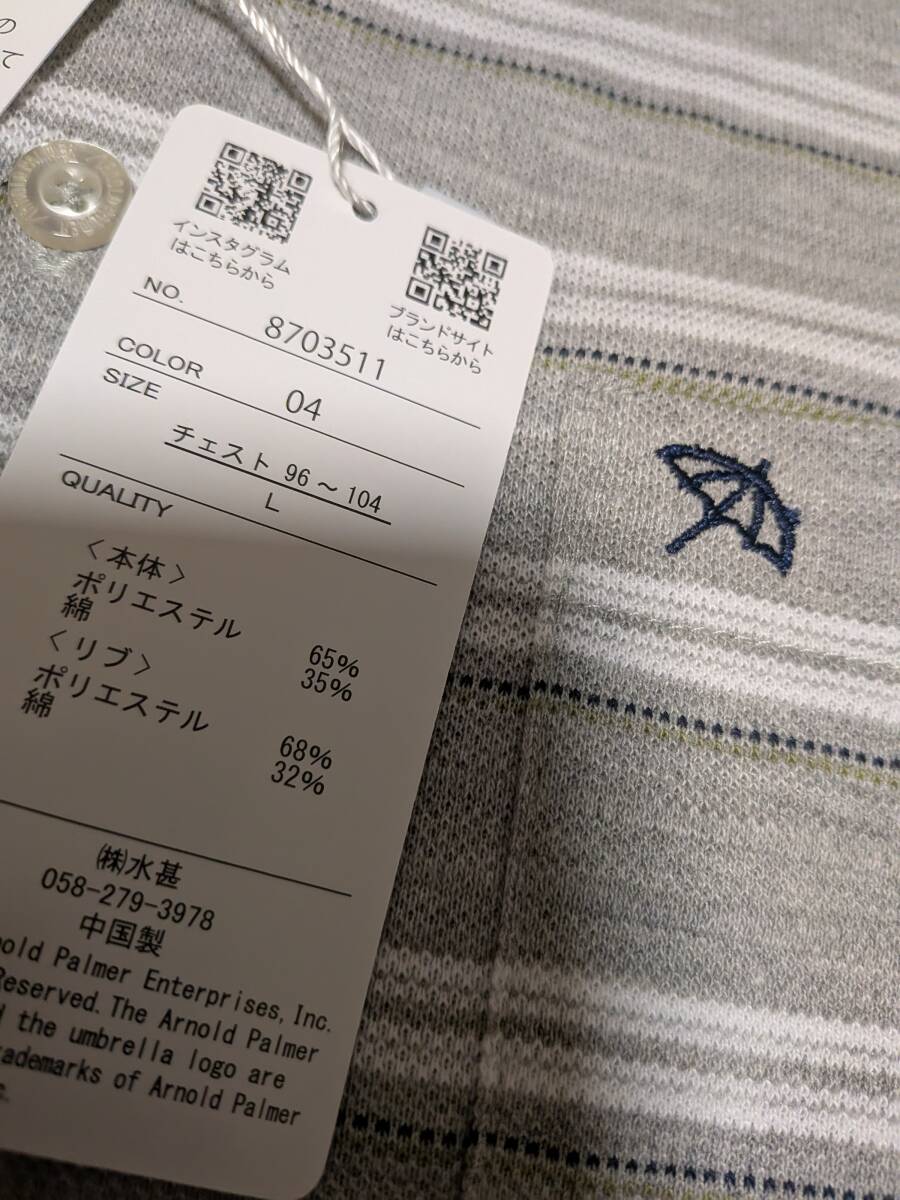 の
て
インスタグラム
はこちらから
ブランドサイト
はこちらから
NO.
8703511
COLOR
04
SIZE
チェスト 96 ~ 104
L
QUALITY
<本体>
ポリエステル 65%
綿 35%
<リブ>
ポリエステル 68%
綿 32%
㈱水甚
058-279-3978
中国製
nold Palmer Enterprises, Inc.
Reserved. The Arnold Palmer
d the umbrella logo are
ademarks of Arnold Palmer
c.